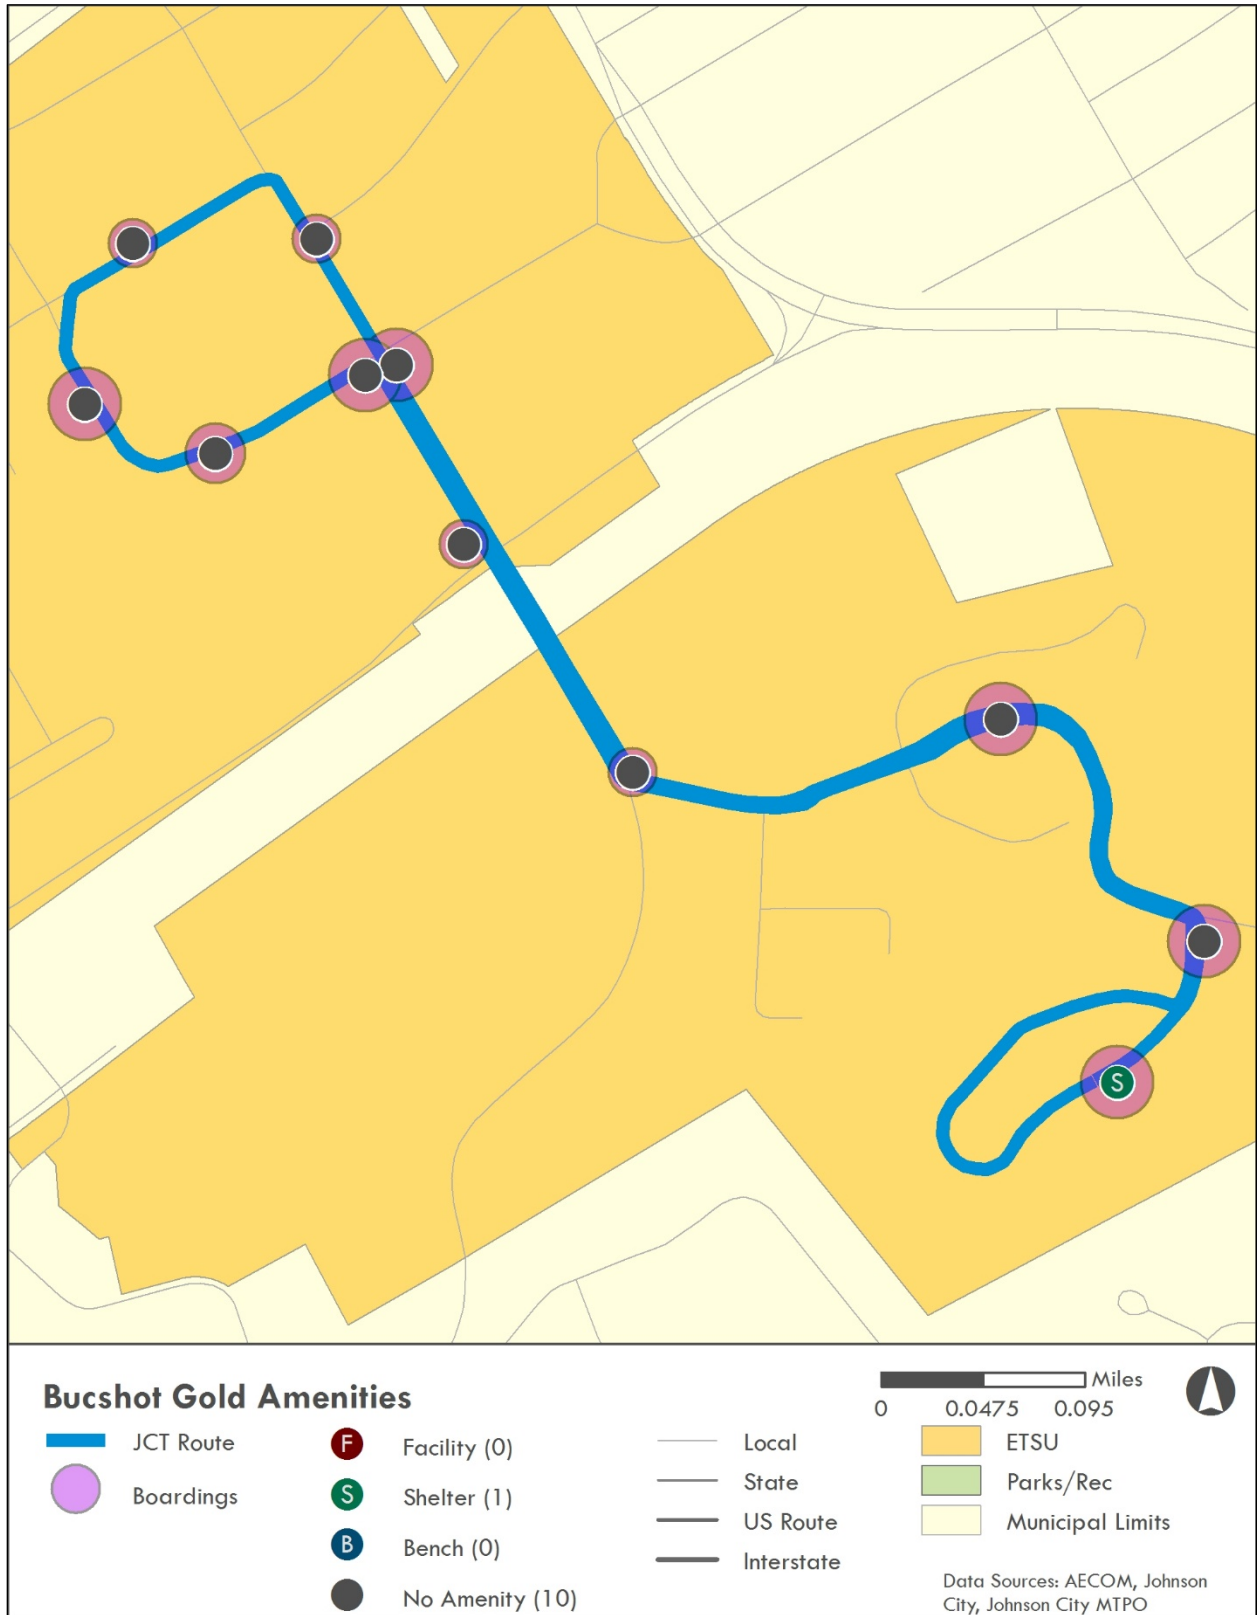 S
Bucshot Gold Amenities
JCT Route
Boardings
F Facility (0)
S Shelter (1)
B Bench (0)
No Amenity (10)
Local
State
US Route
Interstate
Miles
0 0.0475 0.095
ETSU
Parks/Rec
Municipal Limits
Data Sources: AECOM, Johnson
City, Johnson City MTPO